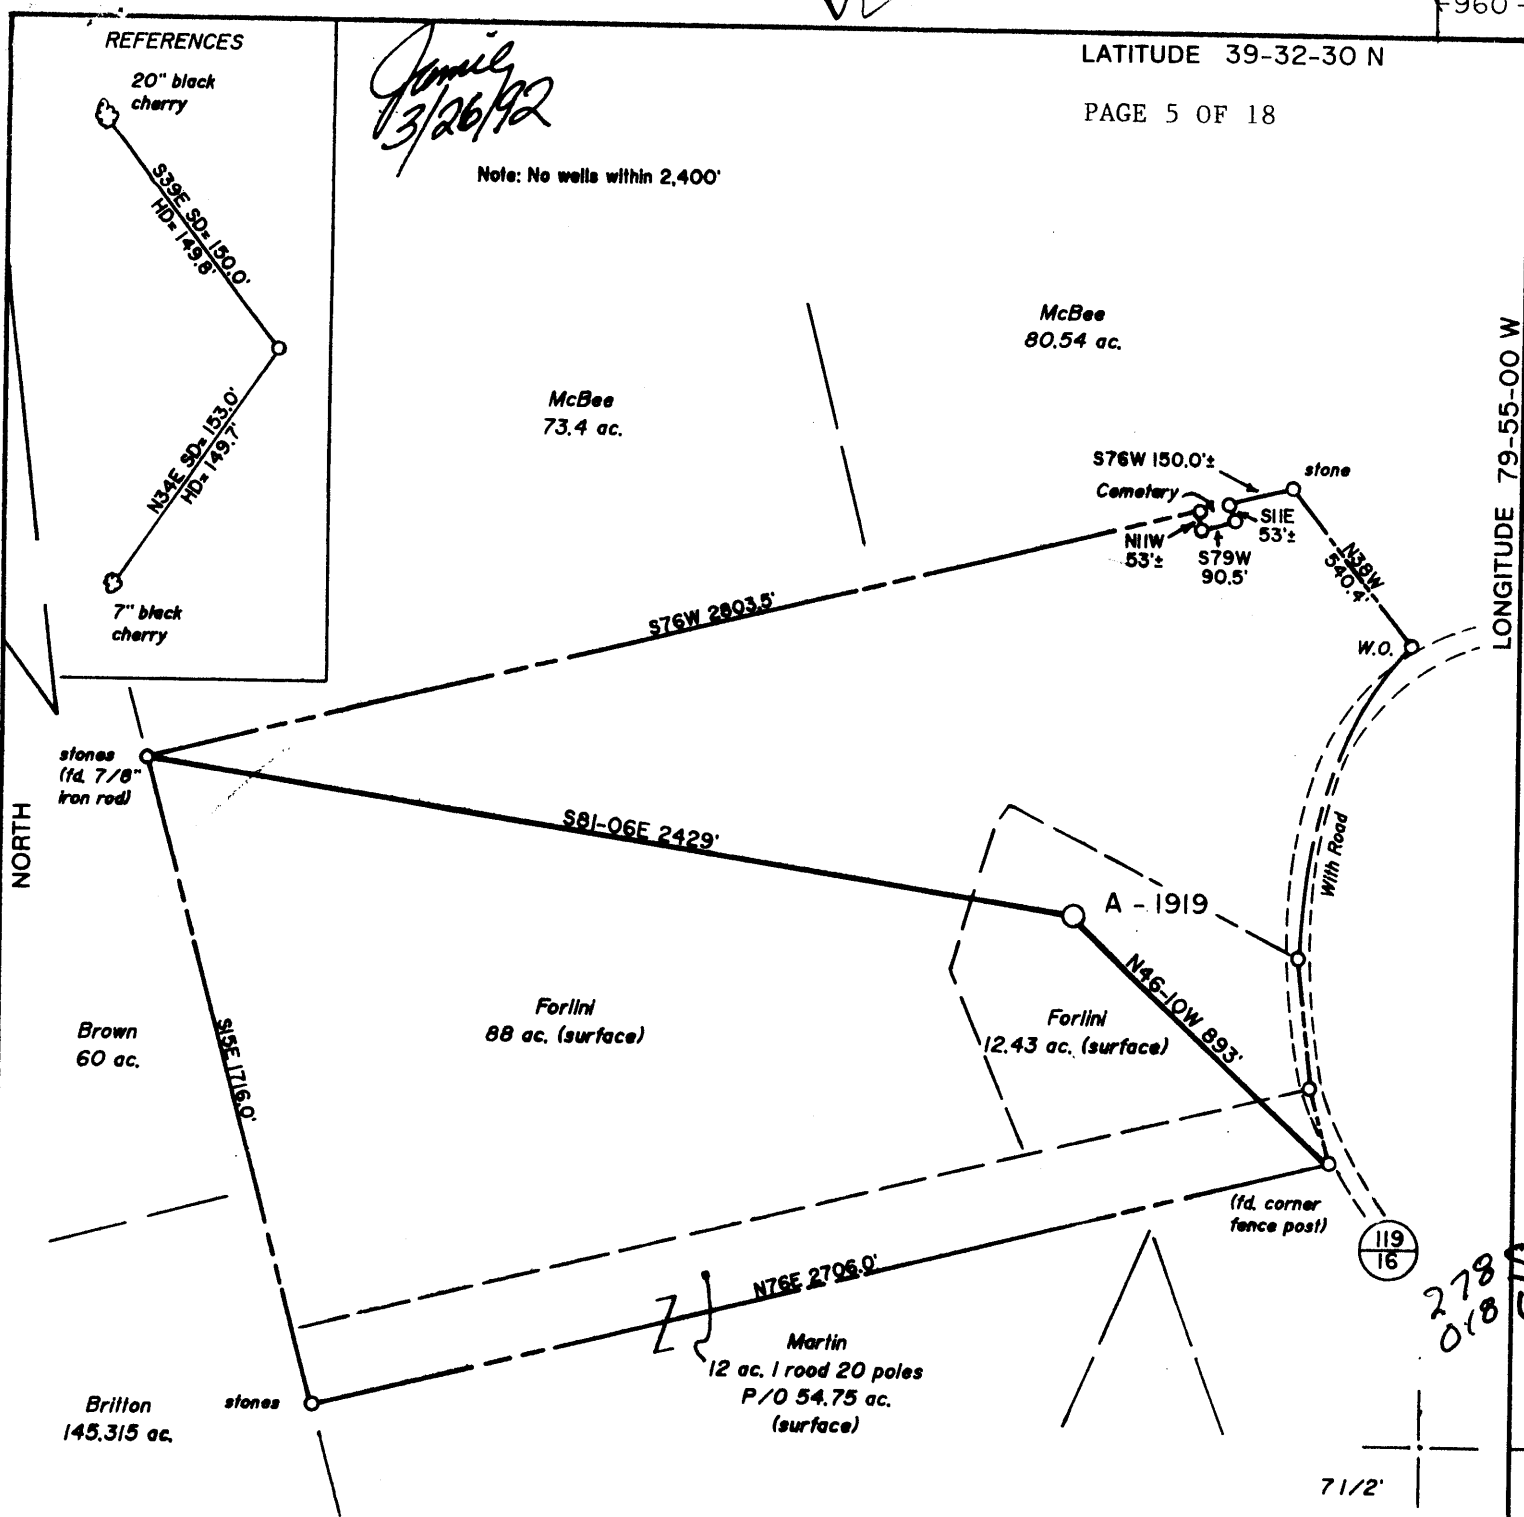 -960-
REFERENCES
20" black
cherry
S39E SD= 150.0'
HD= 149.8'
N34E SD= 153.0'
HD= 149.7'
7" black
cherry
3/26/92
Note: No wells within 2,400'
LATITUDE 39-32-30 N
PAGE 5 OF 18
LONGITUDE 79-55-00 W
McBee
80.54 ac.
McBee
73.4 ac.
S76W 150.0'±
stone
Cemetery
S11E
53'±
N11W
53'±
S79W
90.5'
N38W
540.4'
W.O.
S76W 2803.5'
stones
(fd. 7/8"
iron rod)
NORTH
S81-06E 2429'
With Road
A - 1919
N46-10W 893'
Forlini
88 ac. (surface)
Forlini
12.43 ac. (surface)
Brown
60 ac.
S15E 1716.0'
(fd. corner
fence post)
119
16
278
018
N76E 2706.0'
Martin
12 ac. 1 rood 20 poles
P/O 54.75 ac.
(surface)
Britton
145.315 ac.
stones
7 1/2'